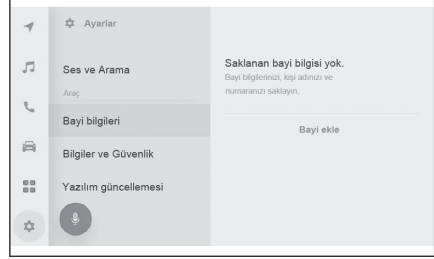 Ayarlar
Ses ve Arama
Araç
Bayi bilgileri
Bilgiler ve Güvenlik
Yazılım güncellemesi
Saklanan bayi bilgisi yok.
Bayi bilgilerinizi, kişi adınızı ve
numaranızı saklayın.
Bayi ekle